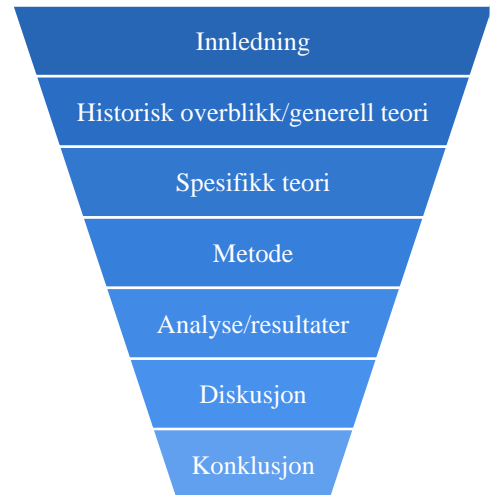 Innledning
Historisk overblikk/generell teori
Spesifikk teori
Metode
Analyse/resultater
Diskusjon
Konklusjon